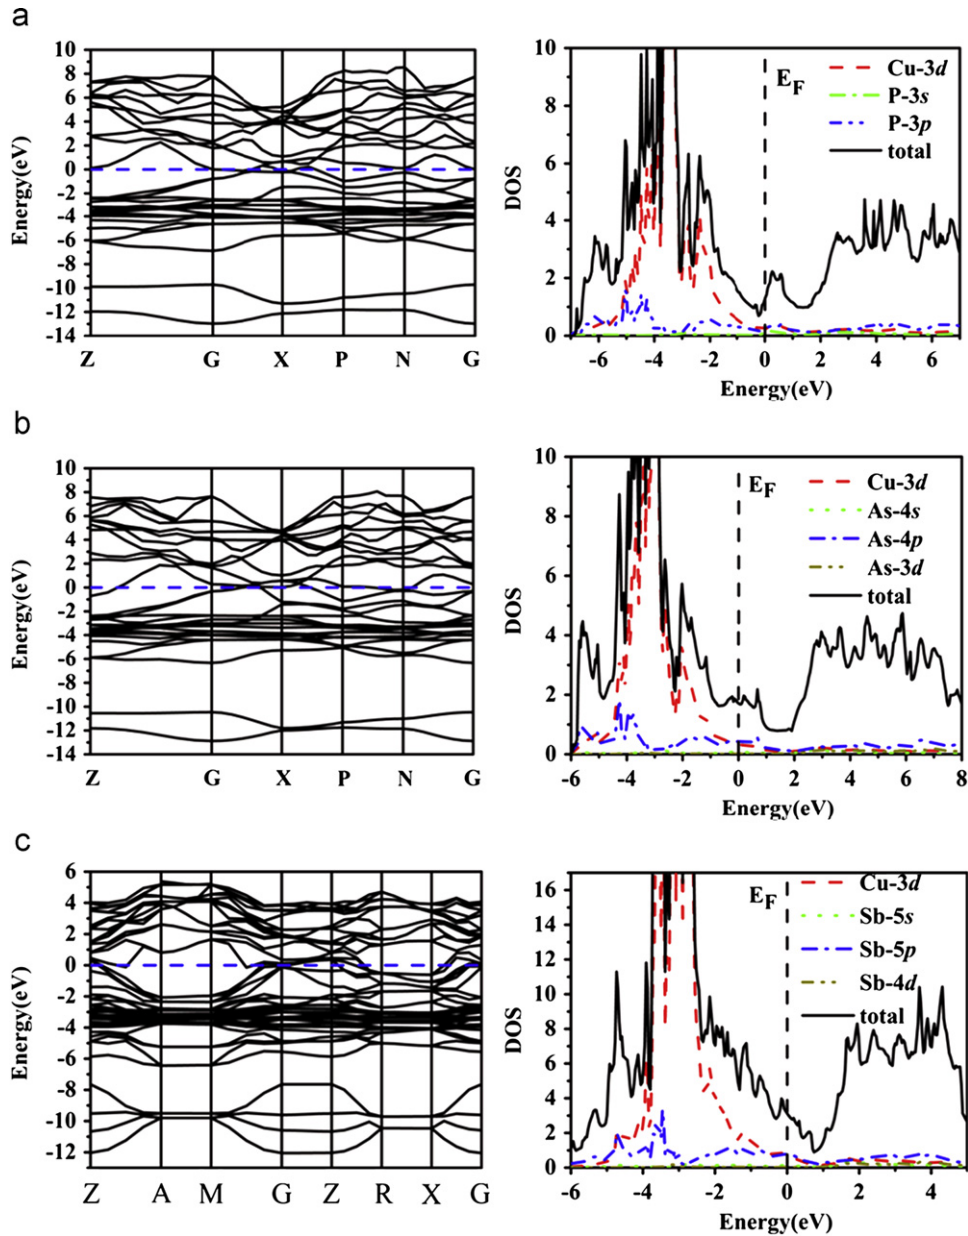 a
10
8
6
4
2
0
-2
-4
-6
-8
-10
-12
-14
Energy(eV)
Z G X P N G
10
8
6
4
2
0
DOS
E_F
Cu-3d
P-3s
P-3p
total
-6 -4 -2 0 2 4 6
Energy(eV)
b
10
8
6
4
2
0
-2
-4
-6
-8
-10
-12
-14
Energy(eV)
Z G X P N G
10
8
6
4
2
0
DOS
E_F
Cu-3d
As-4s
As-4p
As-3d
total
-6 -4 -2 0 2 4 6 8
Energy(eV)
c
6
4
2
0
-2
-4
-6
-8
-10
-12
Energy(eV)
Z A M G Z R X G
16
14
12
10
8
6
4
2
0
DOS
E_F
Cu-3d
Sb-5s
Sb-5p
Sb-4d
total
-6 -4 -2 0 2 4
Energy(eV)